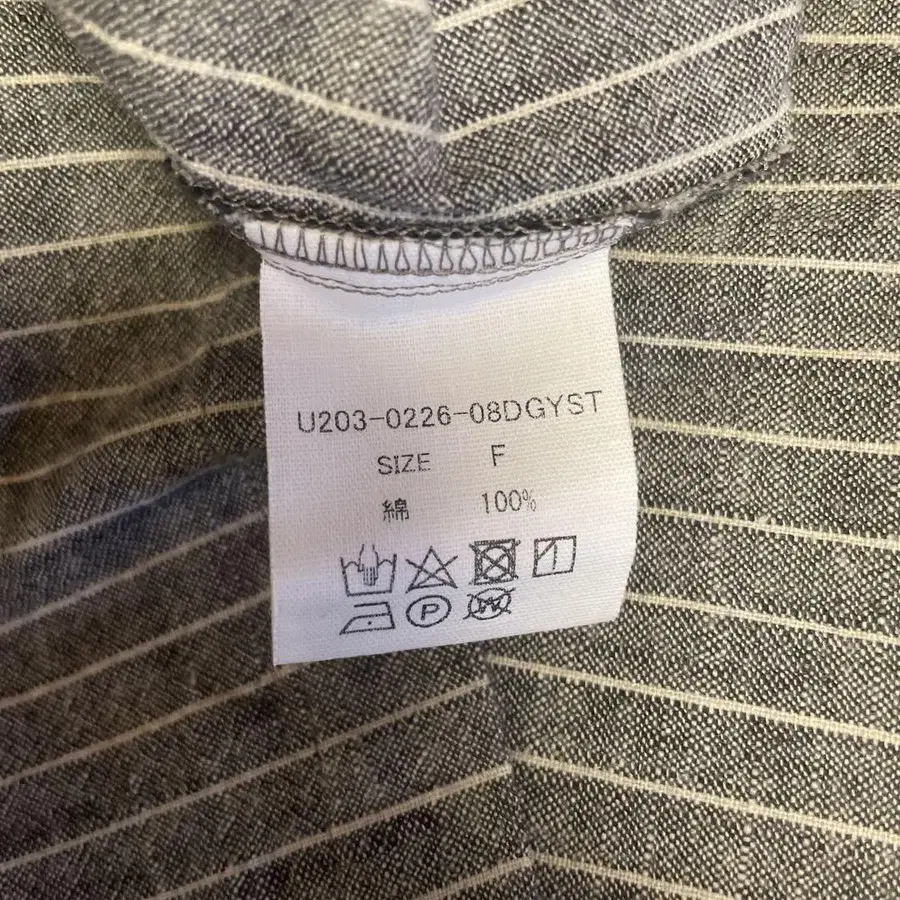 U203-0226-08DGYST
SIZE F
綿 100%
P
W